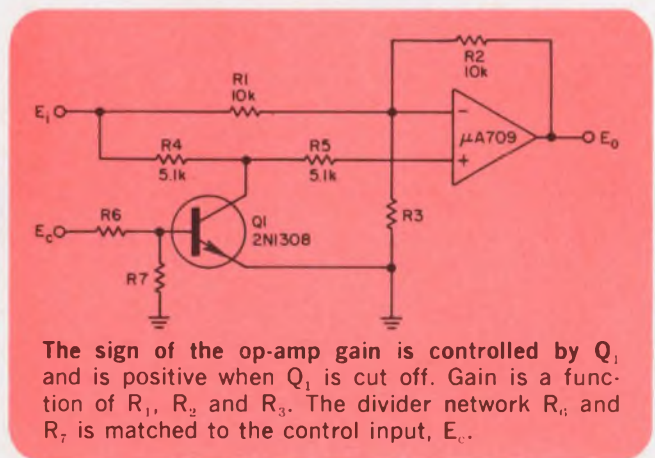 R2
10k
R1
10k
Ei
R4
5.1k
R5
5.1k
−
+
μA709
Eo
R6
Ec
Q1
2N1308
R3
R7
The sign of the op-amp gain is controlled by Q1
and is positive when Q1 is cut off. Gain is a func-
tion of R1, R2 and R3. The divider network R6 and
R7 is matched to the control input, Ec.